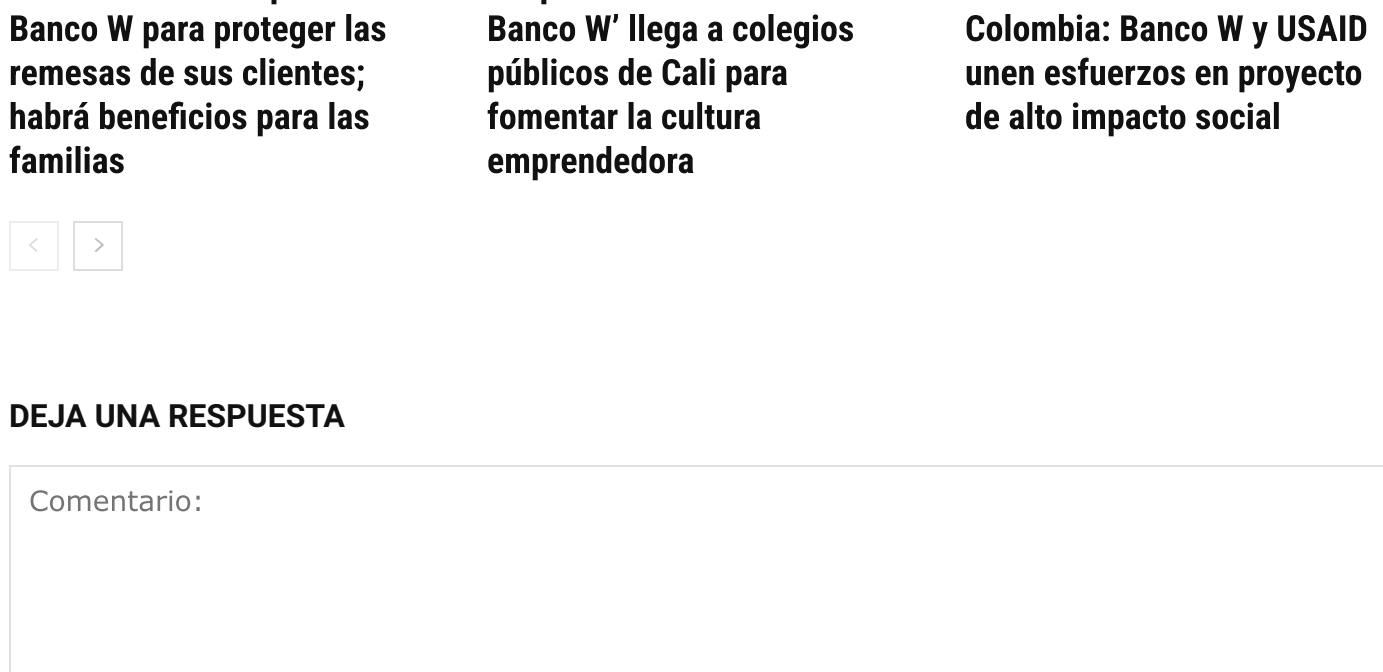 Banco W para proteger las
remesas de sus clientes;
habrá beneficios para las
familias
Banco W’ llega a colegios
públicos de Cali para
fomentar la cultura
emprendedora
Colombia: Banco W y USAID
unen esfuerzos en proyecto
de alto impacto social
DEJA UNA RESPUESTA
Comentario: